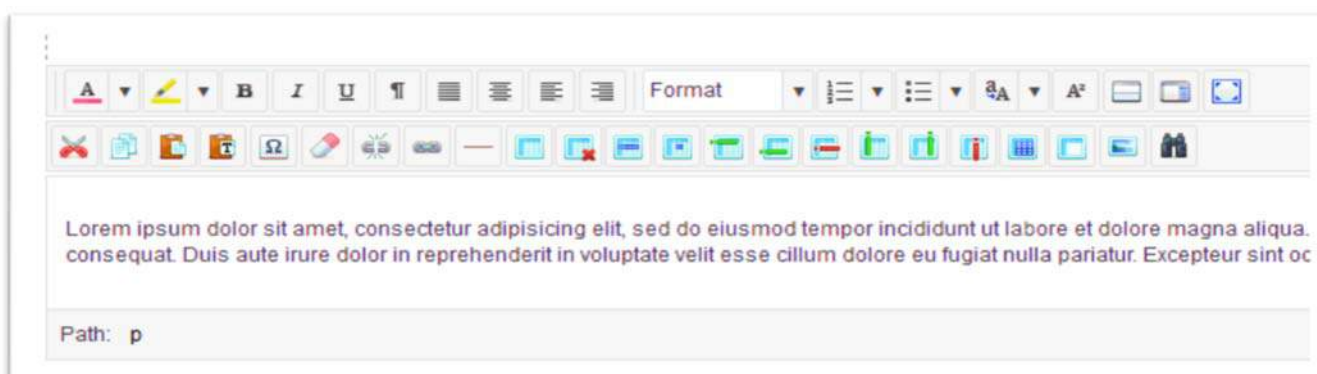 A B I U ¶ Format A²
Ω
Lorem ipsum dolor sit amet, consectetur adipisicing elit, sed do eiusmod tempor incididunt ut labore et dolore magna aliqua.
consequat. Duis aute irure dolor in reprehenderit in voluptate velit esse cillum dolore eu fugiat nulla pariatur. Excepteur sint oc
Path: p